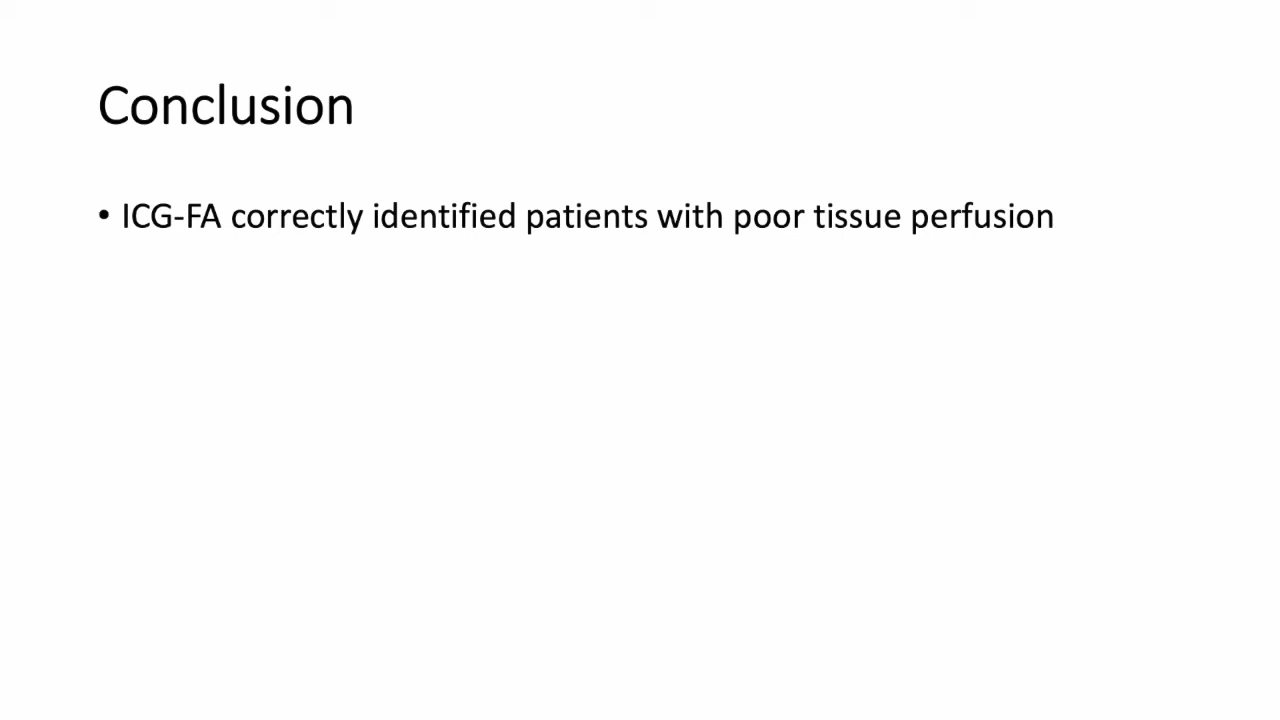 Conclusion
• ICG-FA correctly identified patients with poor tissue perfusion